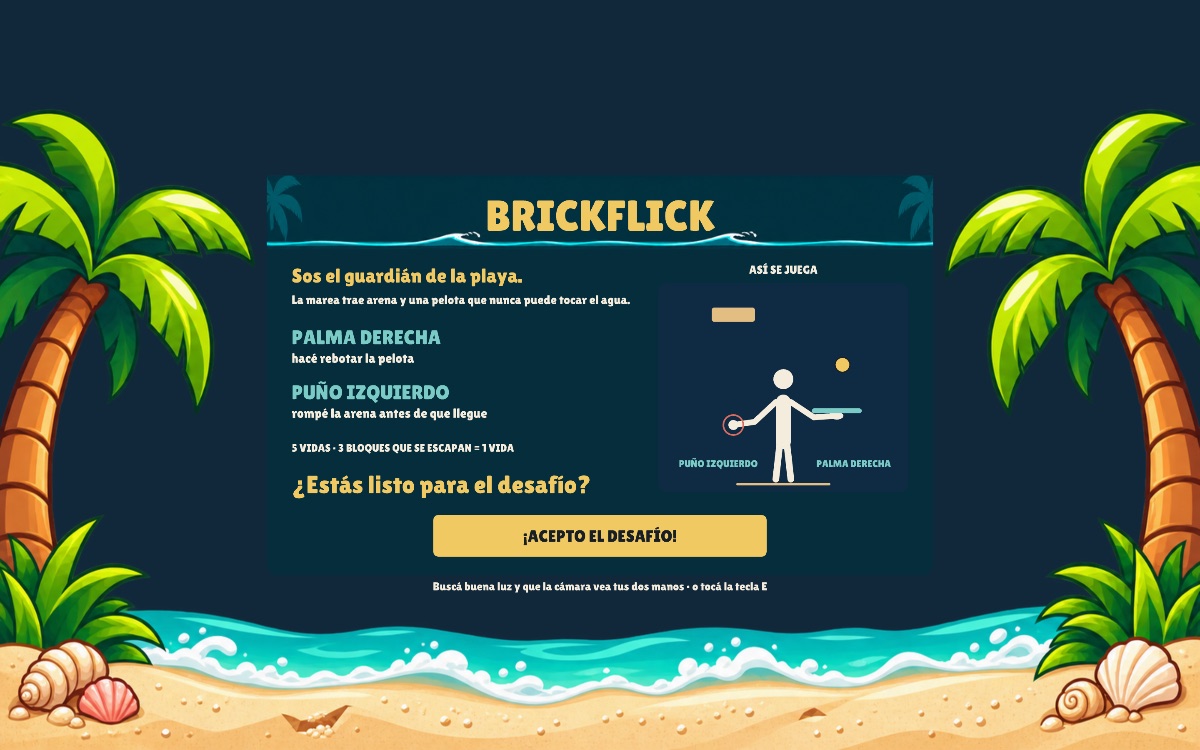 BRICKFLICK
Sos el guardián de la playa.
La marea trae arena y una pelota que nunca puede tocar el agua.
PALMA DERECHA
hacé rebotar la pelota
PUÑO IZQUIERDO
rompé la arena antes de que llegue
5 VIDAS · 3 BLOQUES QUE SE ESCAPAN = 1 VIDA
¿Estás listo para el desafío?
ASÍ SE JUEGA
PUÑO IZQUIERDO
PALMA DERECHA
¡ACEPTO EL DESAFÍO!
Buscá buena luz y que la cámara vea tus dos manos · o tocá la tecla E